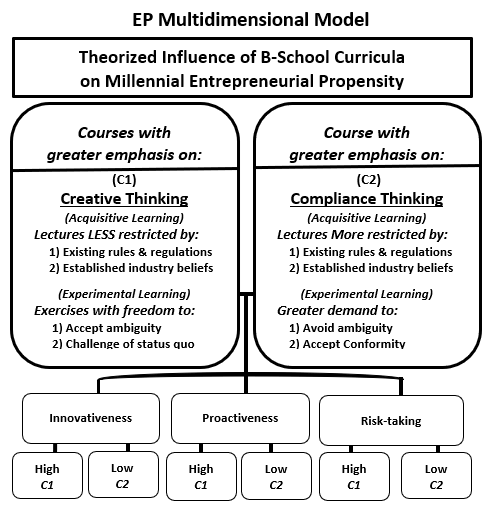 EP Multidimensional Model
Theorized Influence of B-School Curricula
on Millennial Entrepreneurial Propensity
Courses with
greater emphasis on:
(C1)
Creative Thinking
(Acquisitive Learning)
Lectures LESS restricted by:
1) Existing rules & regulations
2) Established industry beliefs
(Experimental Learning)
Exercises with freedom to:
1) Accept ambiguity
2) Challenge of status quo
Course with
greater emphasis on:
(C2)
Compliance Thinking
(Acquisitive Learning)
Lectures More restricted by:
1) Existing rules & regulations
2) Established industry beliefs
(Experimental Learning)
Greater demand to:
1) Avoid ambiguity
2) Accept Conformity
Innovativeness
Proactiveness
Risk-taking
High
C1
Low
C2
High
C1
Low
C2
High
C1
Low
C2